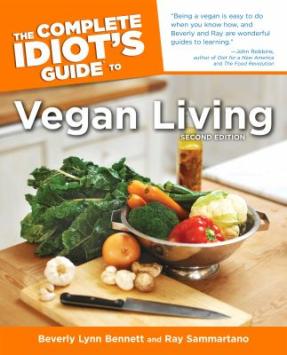 THE COMPLETE
IDIOT'S
GUIDE TO
"Being a vegan is easy to do
when you know how, and
Beverly and Ray are wonderful
guides to learning."
—John Robbins,
author of Diet for a New America
and The Food Revolution
Vegan Living
SECOND EDITION
Beverly Lynn Bennett and Ray Sammartano